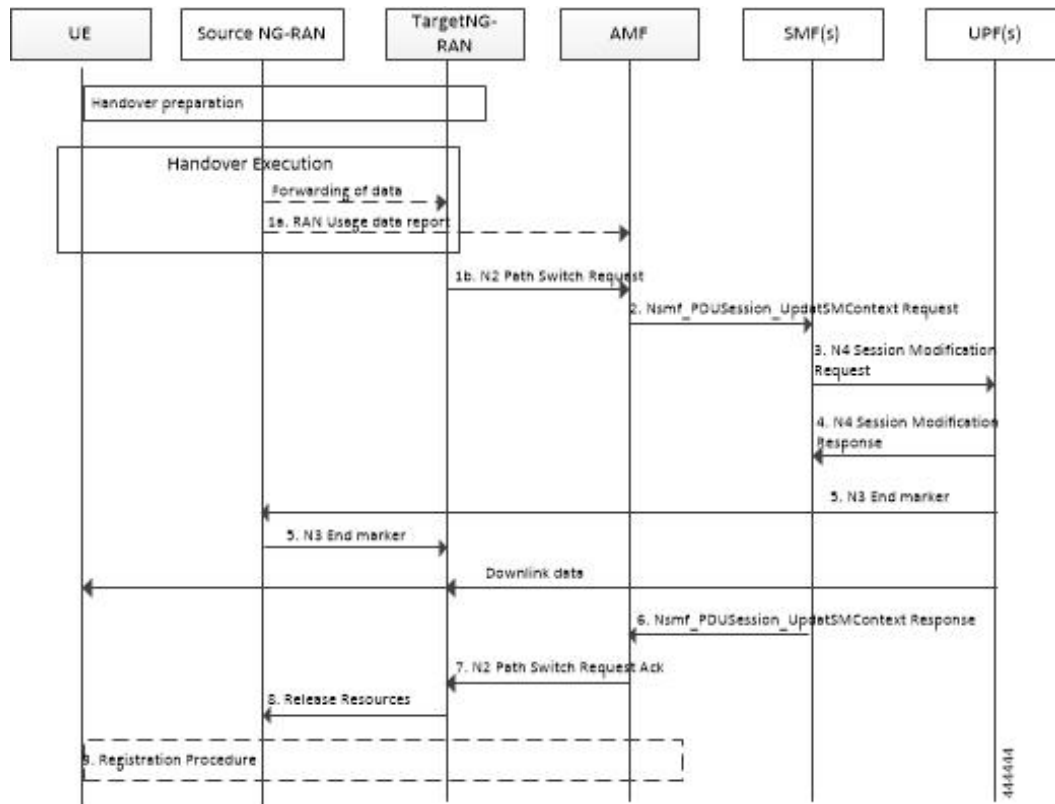 UE
Source NG-RAN
TargetNG-
RAN
AMF
SMF(s)
UPF(s)
Handover preparation
Handover Execution
Forwarding of data
1a. RAN Usage data report
1b. N2 Path Switch Request
2. Nsmf_PDUSession_UpdatSMContext Request
3. N4 Session Modification
Request
4. N4 Session Modification
Response
5. N3 End marker
5. N3 End marker
Downlink data
6. Nsmf_PDUSession_UpdatSMContext Response
7. N2 Path Switch Request Ack
8. Release Resources
9. Registration Procedure
444444